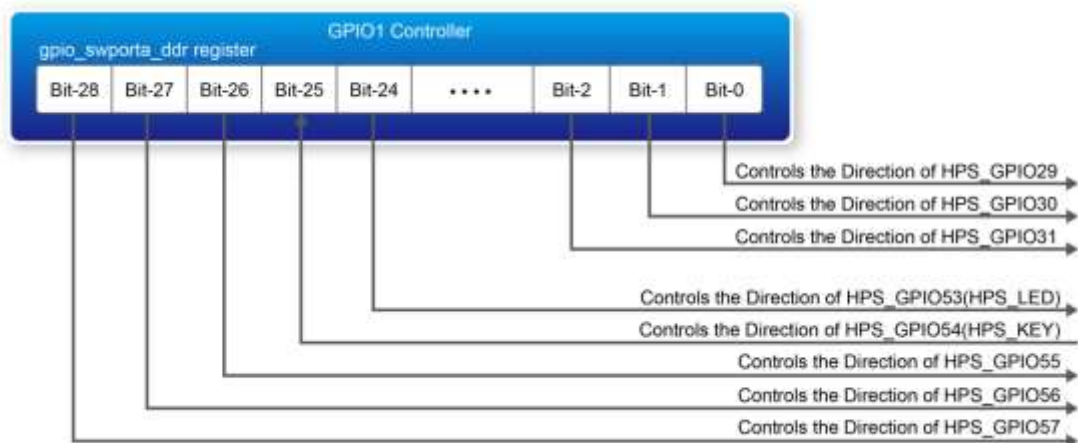 GPIO1 Controller
gpio_swporta_ddr register
Bit-28 Bit-27 Bit-26 Bit-25 Bit-24 •••• Bit-2 Bit-1 Bit-0
Controls the Direction of HPS_GPIO29
Controls the Direction of HPS_GPIO30
Controls the Direction of HPS_GPIO31
Controls the Direction of HPS_GPIO53(HPS_LED)
Controls the Direction of HPS_GPIO54(HPS_KEY)
Controls the Direction of HPS_GPIO55
Controls the Direction of HPS_GPIO56
Controls the Direction of HPS_GPIO57